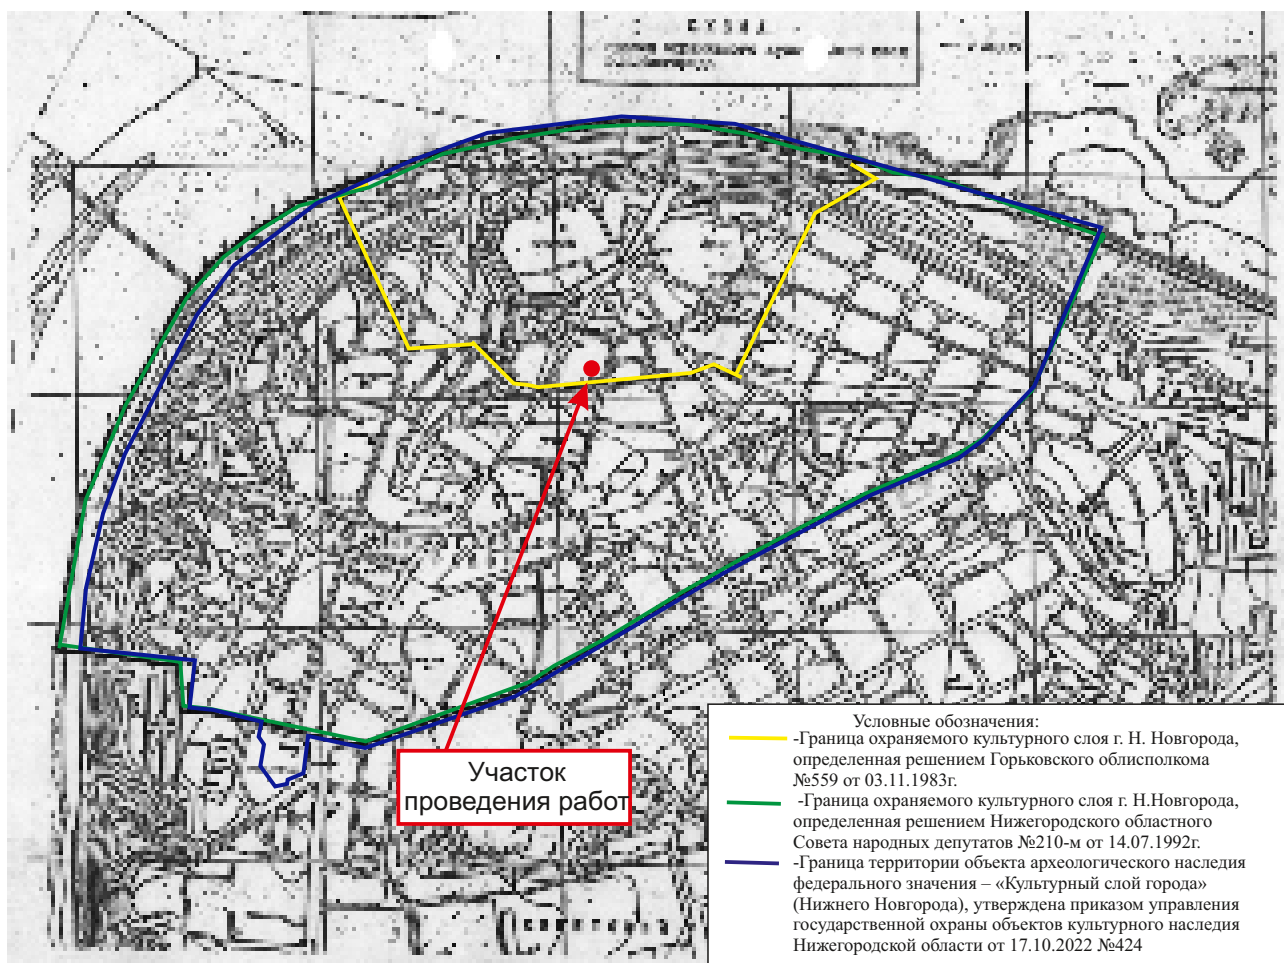 СХЕМА
Участок
проведения работ
Условные обозначения:
-Граница охраняемого культурного слоя г. Н. Новгорода,
определенная решением Горьковского облисполкома
№559 от 03.11.1983г.
-Граница охраняемого культурного слоя г. Н.Новгорода,
определенная решением Нижегородского областного
Совета народных депутатов №210-м от 14.07.1992г.
-Граница территории объекта археологического наследия
федерального значения – «Культурный слой города»
(Нижнего Новгорода), утверждена приказом управления
государственной охраны объектов культурного наследия
Нижегородской области от 17.10.2022 №424